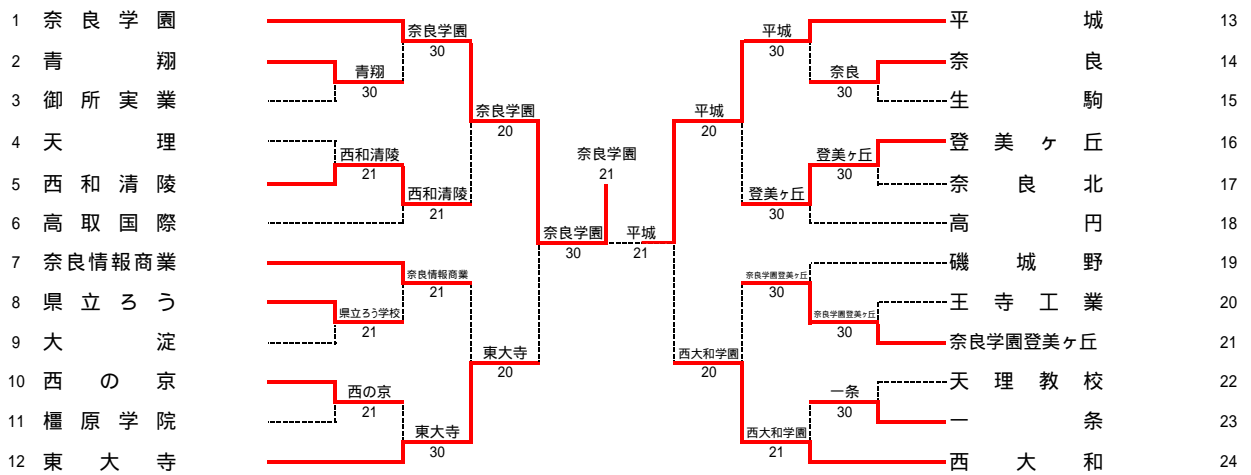 1 奈良学園
2 青翔
3 御所実業
4 天理
5 西和清陵
6 高取国際
7 奈良情報商業
8 県立ろう
9 大淀
10 西の京
11 橿原学院
12 東大寺
奈良学園
30
青翔
30
奈良学園
20
西和清陵
21
西和清陵
21
奈良学園
30
奈良情報商業
21
県立ろう学校
21
東大寺
20
西の京
21
東大寺
30
奈良学園
21
平城
21
平城
30
奈良
30
平城
20
登美ヶ丘
30
登美ヶ丘
30
奈良学園登美ヶ丘
30
奈良学園登美ヶ丘
30
西大和学園
20
一条
30
西大和学園
21
平城 13
奈良 14
生駒 15
登美ヶ丘 16
奈良北 17
高円 18
磯城野 19
王寺工業 20
奈良学園登美ヶ丘 21
天理教校 22
一条 23
西大和 24